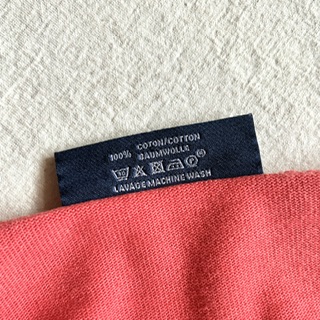 100% COTON/COTTON
BAUMWOLLE
LAVAGE MACHINE WASH